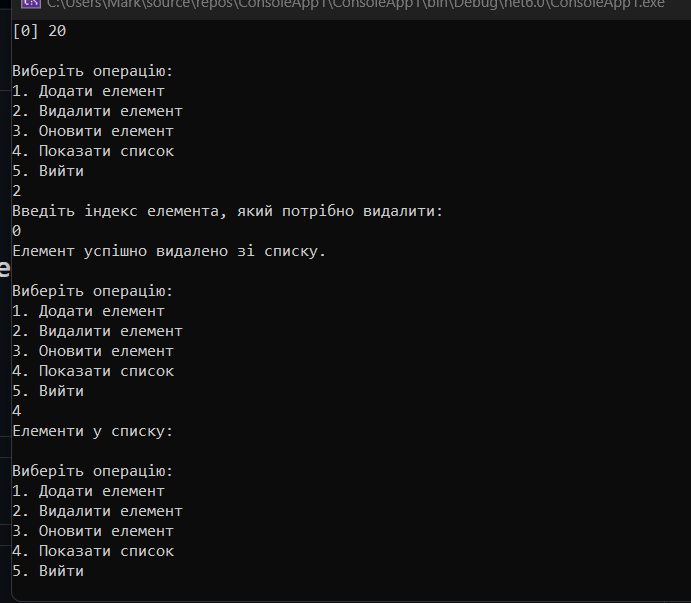 C:\Users\Mark\source\repos\ConsoleApp1\ConsoleApp1\bin\Debug\net6.0\ConsoleApp1.exe
[0] 20
Виберіть операцію:
1. Додати елемент
2. Видалити елемент
3. Оновити елемент
4. Показати список
5. Вийти
2
Введіть індекс елемента, який потрібно видалити:
0
Елемент успішно видалено зі списку.
Виберіть операцію:
1. Додати елемент
2. Видалити елемент
3. Оновити елемент
4. Показати список
5. Вийти
4
Елементи у списку:
Виберіть операцію:
1. Додати елемент
2. Видалити елемент
3. Оновити елемент
4. Показати список
5. Вийти